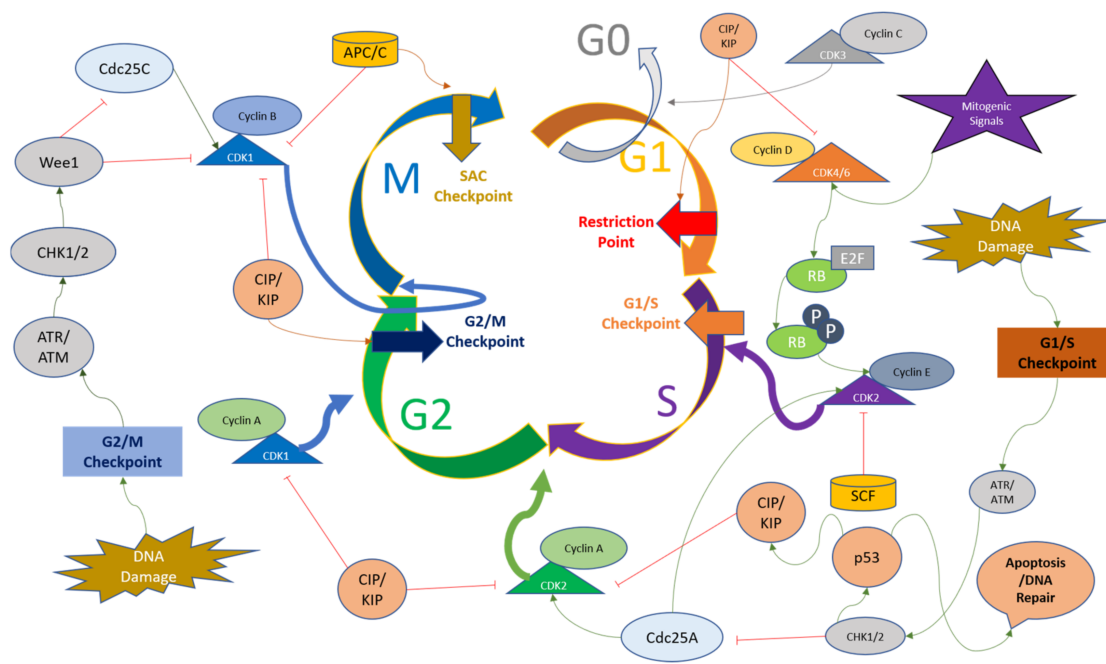 G0
CIP/
KIP
Cyclin C
CDK3
APC/C
Cdc25C
Cyclin B
CDK1
Mitogenic
Signals
Cyclin D
CDK4/6
G1
M
SAC
Checkpoint
Wee1
Restriction
Point
DNA
Damage
CHK1/2
RB
E2F
CIP/
KIP
G2/M
Checkpoint
G1/S
Checkpoint
P
P
RB
ATR/
ATM
G1/S
Checkpoint
Cyclin E
CDK2
S
G2
Cyclin A
CDK1
G2/M
Checkpoint
SCF
ATR/
ATM
CIP/
KIP
p53
Cyclin A
CDK2
DNA
Damage
CIP/
KIP
Apoptosis
/DNA
Repair
Cdc25A
CHK1/2